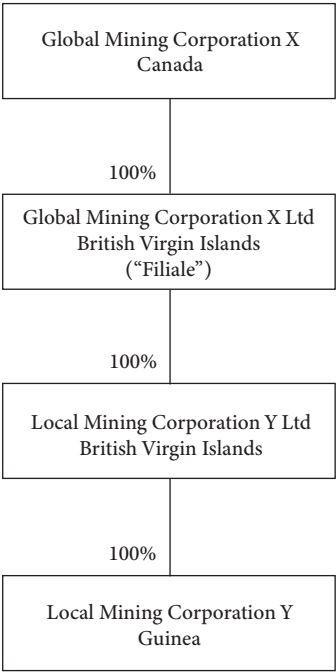 Global Mining Corporation X
Canada
100%
Global Mining Corporation X Ltd
British Virgin Islands
(“Filiale”)
100%
Local Mining Corporation Y Ltd
British Virgin Islands
100%
Local Mining Corporation Y
Guinea